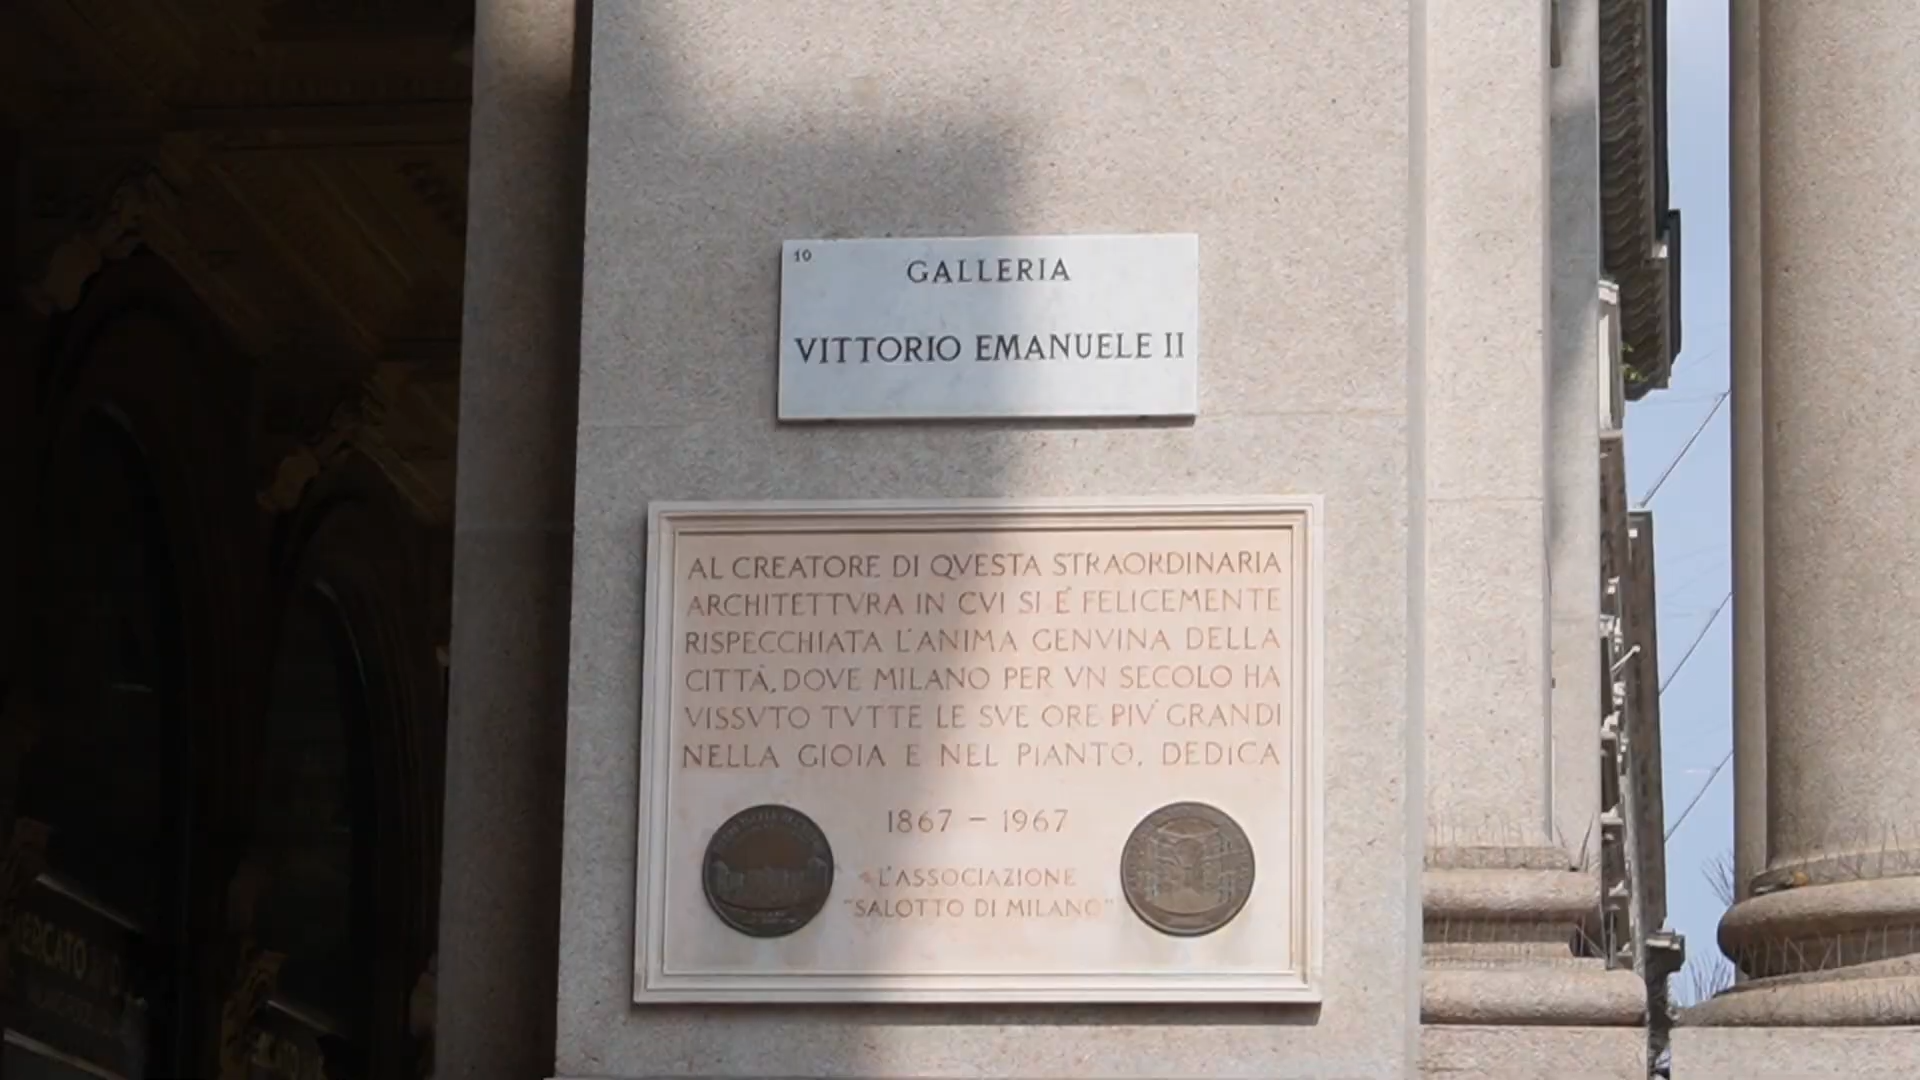 10
GALLERIA
VITTORIO EMANUELE II
AL CREATORE DI QVESTA STRAORDINARIA
ARCHITETTVRA IN CVI SI É FELICEMENTE
RISPECCHIATA L'ANIMA GENVINA DELLA
CITTÀ, DOVE MILANO PER VN SECOLO HA
VISSVTO TVTTE LE SVE ORE PIV' GRANDI
NELLA GIOIA E NEL PIANTO, DEDICA
1867 – 1967
L'ASSOCIAZIONE
"SALOTTO DI MILANO"